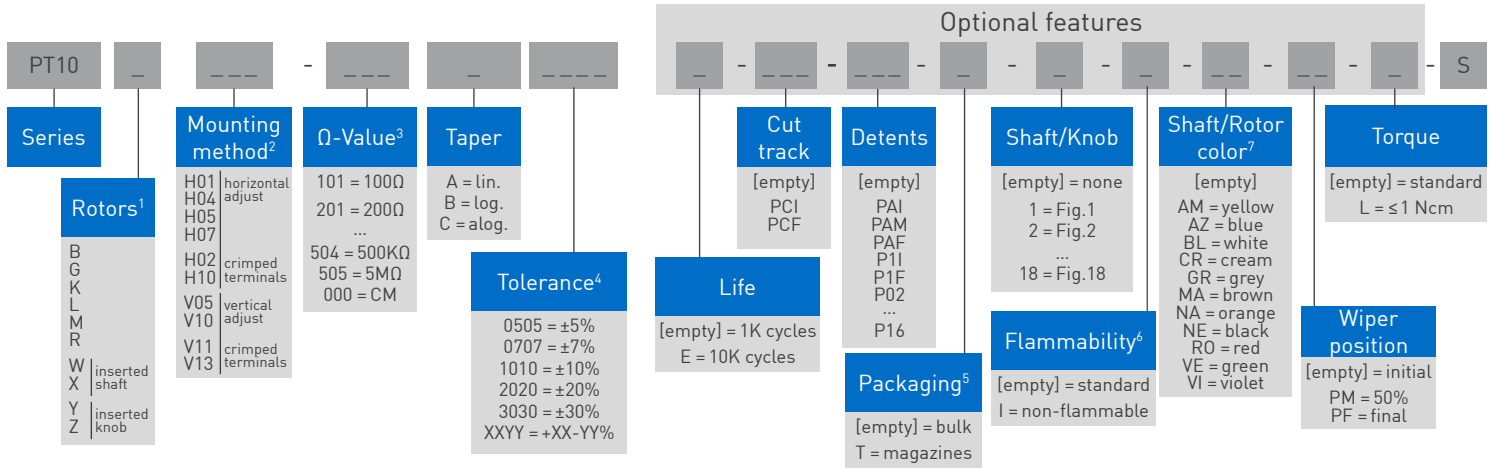 Optional features
PT10 _ _ _ _ - _ _ _ _ _ _ _ _ _ - _ _ _ - _ _ _ - _ - _ - _ - _ _ - _ _ - _ - S
Series
Rotors1
B
G
K
L
M
R
W
X
inserted
shaft
Y
Z
inserted
knob
Mounting
method2
H01
H04
H05
H07
horizontal
adjust
H02
H10
crimped
terminals
V05
V10
vertical
adjust
V11
V13
crimped
terminals
Ω-Value3
101 = 100Ω
201 = 200Ω
...
504 = 500KΩ
505 = 5MΩ
000 = CM
Taper
A = lin.
B = log.
C = alog.
Tolerance4
0505 = ±5%
0707 = ±7%
1010 = ±10%
2020 = ±20%
3030 = ±30%
XXYY = +XX-YY%
Life
[empty] = 1K cycles
E = 10K cycles
Cut
track
[empty]
PCI
PCF
Detents
[empty]
PAI
PAM
PAF
P1I
P1F
P02
...
P16
Packaging5
[empty] = bulk
T = magazines
Shaft/Knob
[empty] = none
1 = Fig.1
2 = Fig.2
...
18 = Fig.18
Flammability6
[empty] = standard
I = non-flammable
Shaft/Rotor
color7
[empty]
AM = yellow
AZ = blue
BL = white
CR = cream
GR = grey
MA = brown
NA = orange
NE = black
RO = red
VE = green
VI = violet
Wiper
position
[empty] = initial
PM = 50%
PF = final
Torque
[empty] = standard
L = ≤1 Ncm